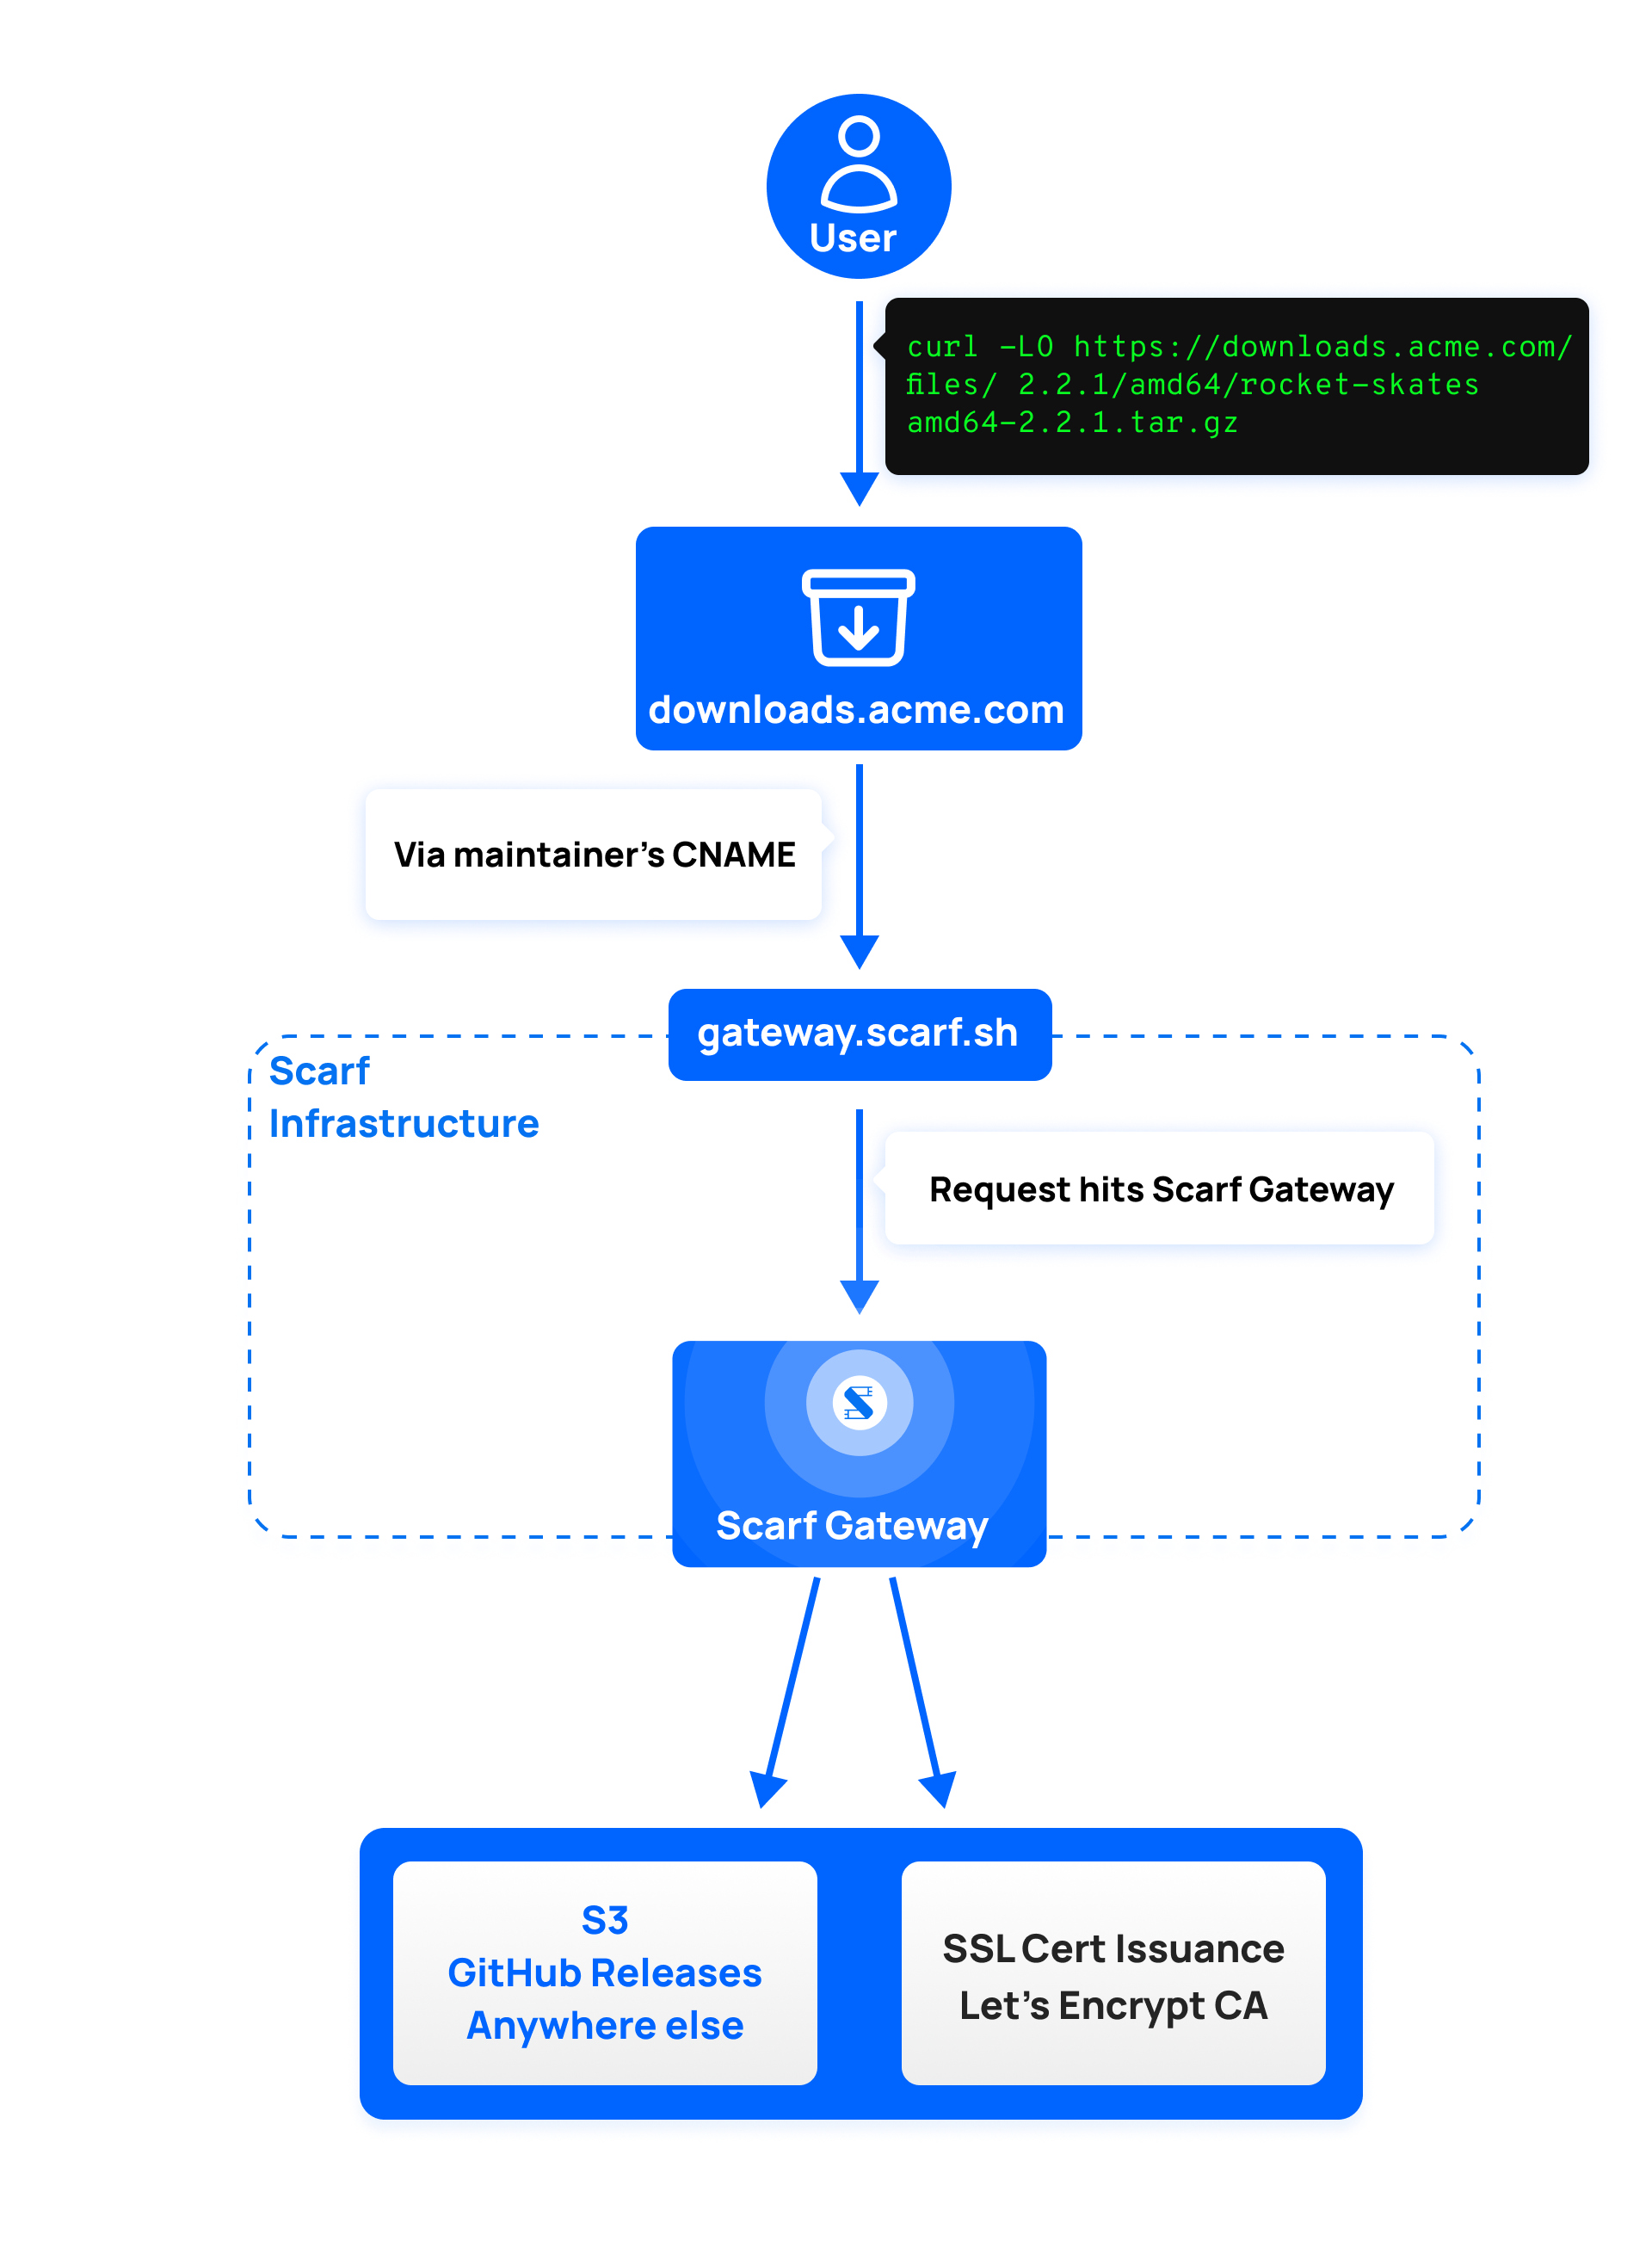 User
curl -LO https://downloads.acme.com/
files/ 2.2.1/amd64/rocket-skates
amd64-2.2.1.tar.gz
downloads.acme.com
Via maintainer's CNAME
gateway.scarf.sh
Scarf
Infrastructure
Request hits Scarf Gateway
Scarf Gateway
S3
GitHub Releases
Anywhere else
SSL Cert Issuance
Let's Encrypt CA